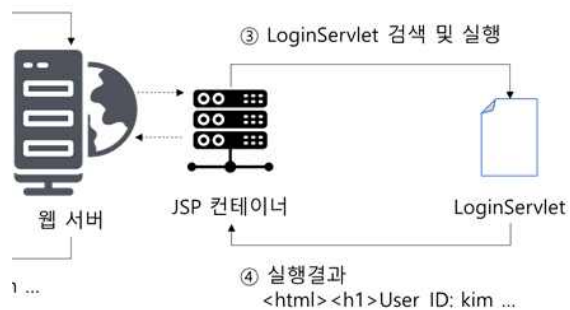 ③ LoginServlet 검색 및 실행
웹 서버
JSP 컨테이너
LoginServlet
④ 실행결과
<html><h1>User ID: kim ...
...